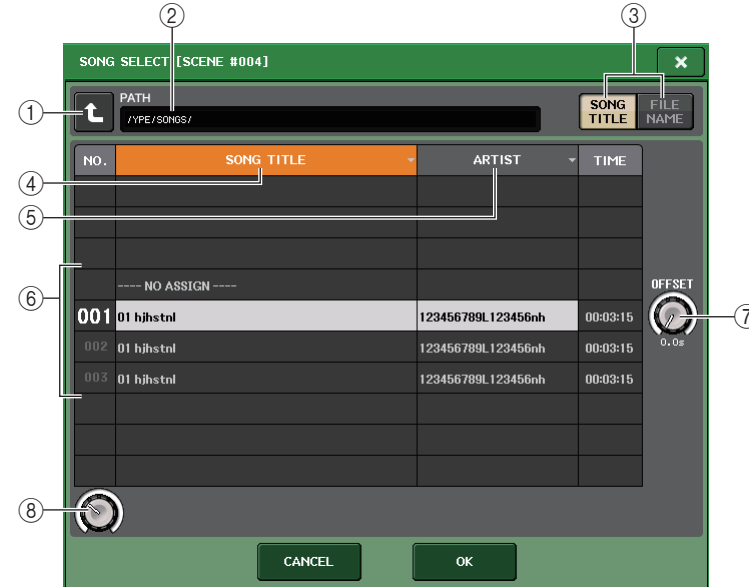 ② ③
SONG SELECT [SCENE #004]
①
PATH
/YPE/SONGS/
SONG TITLE
FILE NAME
NO. SONG TITLE ARTIST TIME
④
⑤
⑥
---- NO ASSIGN ----
OFFSET
001 01 hjhstnl 123456789L123456nh 00:03:15
⑦
002 01 hjhstnl 123456789L123456nh 00:03:15
0.0s
003 01 hjhstnl 123456789L123456nh 00:03:15
⑧
CANCEL OK